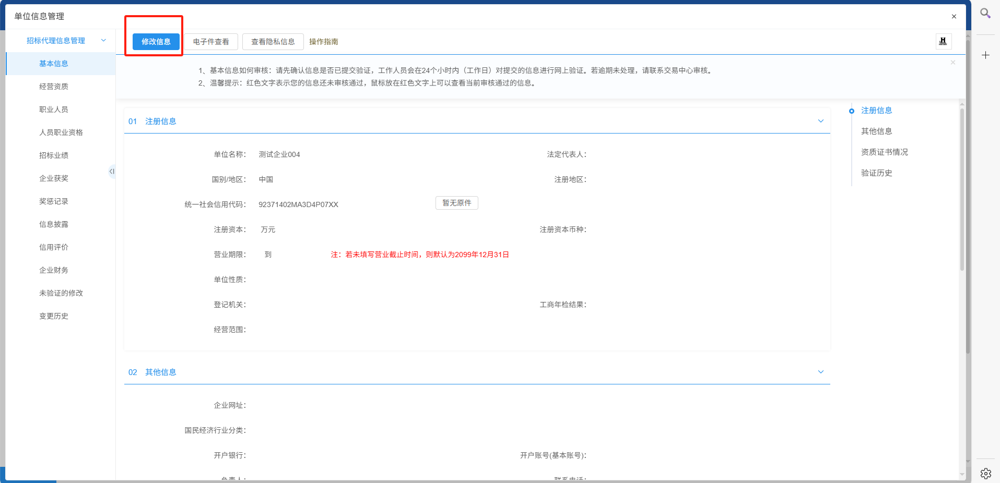 单位信息管理
×
招标代理信息管理
修改信息
电子件查看
查看隐私信息
操作指南
基本信息
经营资质
职业人员
人员职业资格
招标业绩
企业获奖
奖惩记录
信息披露
信用评价
企业财务
未验证的修改
变更历史
1、基本信息如何审核：请先确认信息是否已提交验证，工作人员会在24个小时内（工作日）对提交的信息进行网上验证。若逾期未处理，请联系交易中心审核。
2、温馨提示：红色文字表示您的信息还未审核通过，鼠标放在红色文字上可以查看当前审核通过的信息。
01 注册信息
单位名称： 测试企业004 法定代表人：
国别/地区： 中国 注册地区：
统一社会信用代码： 92371402MA3D4P07XX 暂无原件
注册资本： 万元 注册资本币种：
营业期限： 到 注：若未填写营业截止时间，则默认为2099年12月31日
单位性质：
登记机关： 工商年检结果：
经营范围：
02 其他信息
企业网址：
国民经济行业分类：
开户银行： 开户账号(基本账号)：
负责人： 联系电话：
注册信息
其他信息
资质证书情况
验证历史